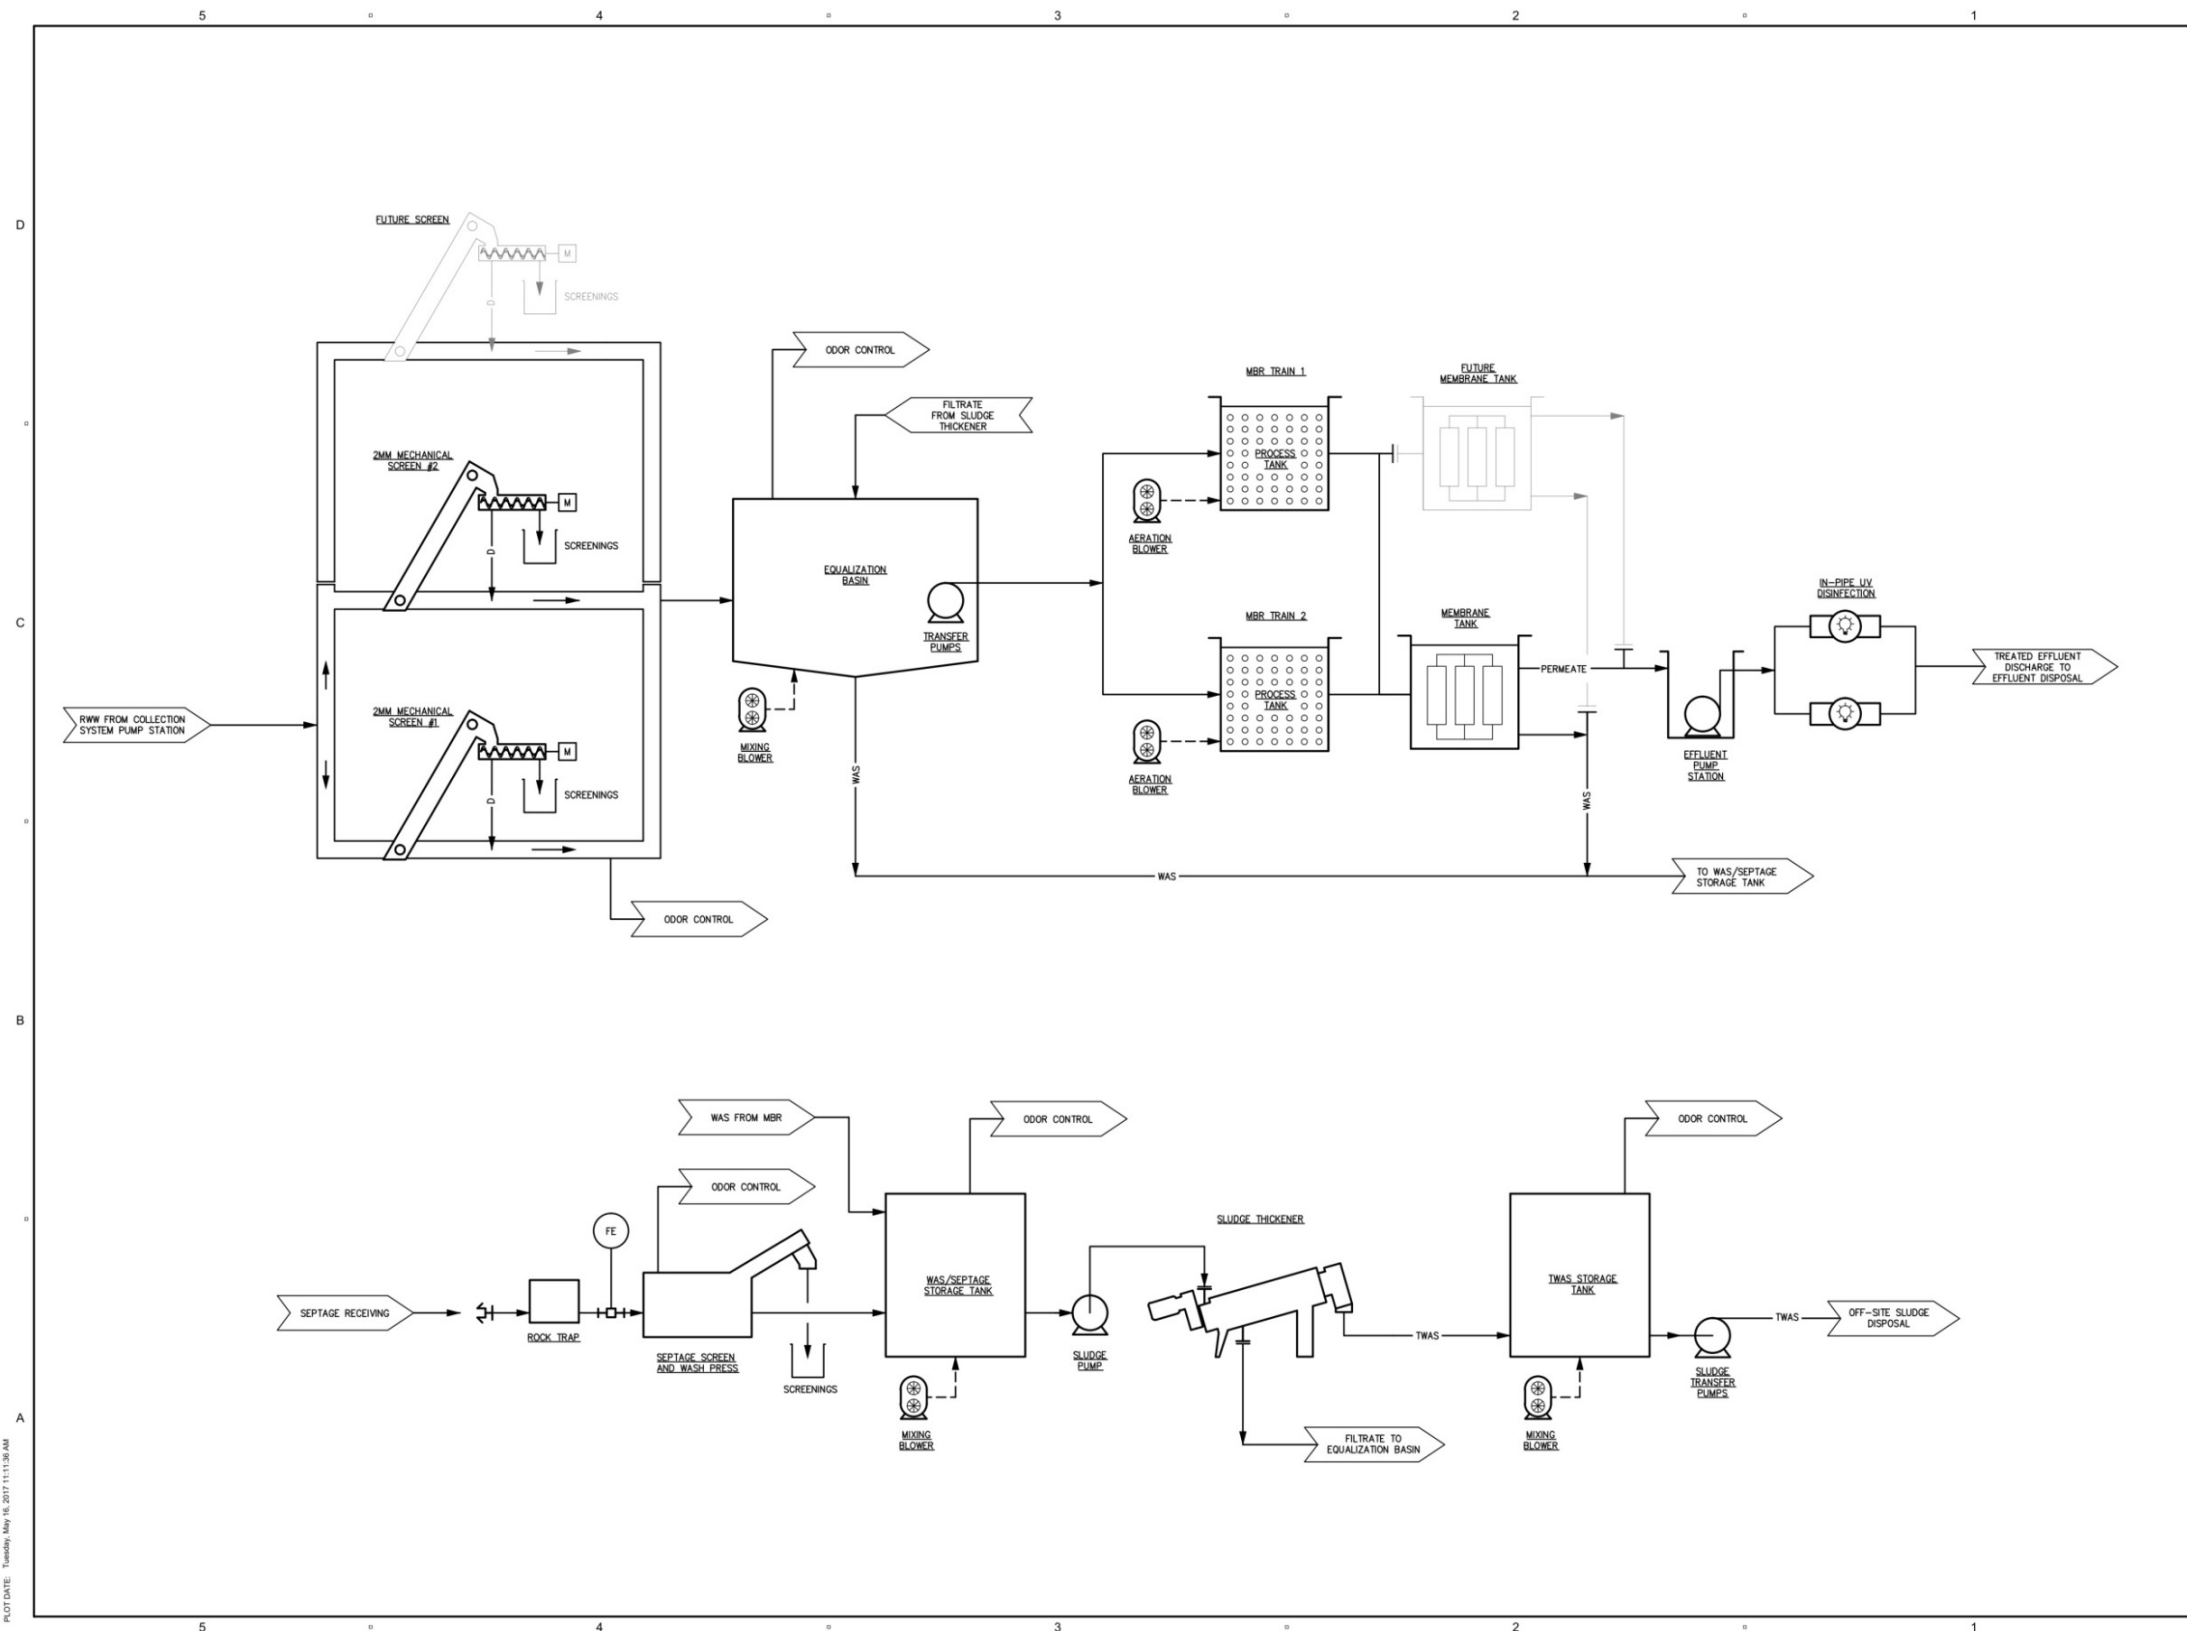 5 4 3 2 1
D
FUTURE SCREEN
M
D
SCREENINGS
ODOR CONTROL
FILTRATE
FROM SLUDGE
THICKENER
MBR TRAIN 1
FUTURE
MEMBRANE TANK
2MM MECHANICAL
SCREEN #2
M
D
SCREENINGS
PROCESS
TANK
AERATION
BLOWER
EQUALIZATION
BASIN
TRANSFER
PUMPS
C
MBR TRAIN 2
MEMBRANE
TANK
IN-PIPE UV
DISINFECTION
PERMEATE
TREATED EFFLUENT
DISCHARGE TO
EFFLUENT DISPOSAL
RWW FROM COLLECTION
SYSTEM PUMP STATION
2MM MECHANICAL
SCREEN #1
M
D
SCREENINGS
MIXING
BLOWER
PROCESS
TANK
AERATION
BLOWER
EFFLUENT
PUMP
STATION
WAS
WAS
WAS
TO WAS/SEPTAGE
STORAGE TANK
ODOR CONTROL
B
WAS FROM MBR
ODOR CONTROL
ODOR CONTROL
ODOR CONTROL
FE
SLUDGE THICKENER
SEPTAGE RECEIVING
ROCK TRAP
SEPTAGE SCREEN
AND WASH PRESS
SCREENINGS
WAS/SEPTAGE
STORAGE TANK
MIXING
BLOWER
SLUDGE
PUMP
TWAS
FILTRATE TO
EQUALIZATION BASIN
TWAS STORAGE
TANK
MIXING
BLOWER
TWAS
OFF-SITE SLUDGE
DISPOSAL
SLUDGE
TRANSFER
PUMPS
A
PLOT DATE: Tuesday, May 16, 2017 11:11:36 AM
5 4 3 2 1